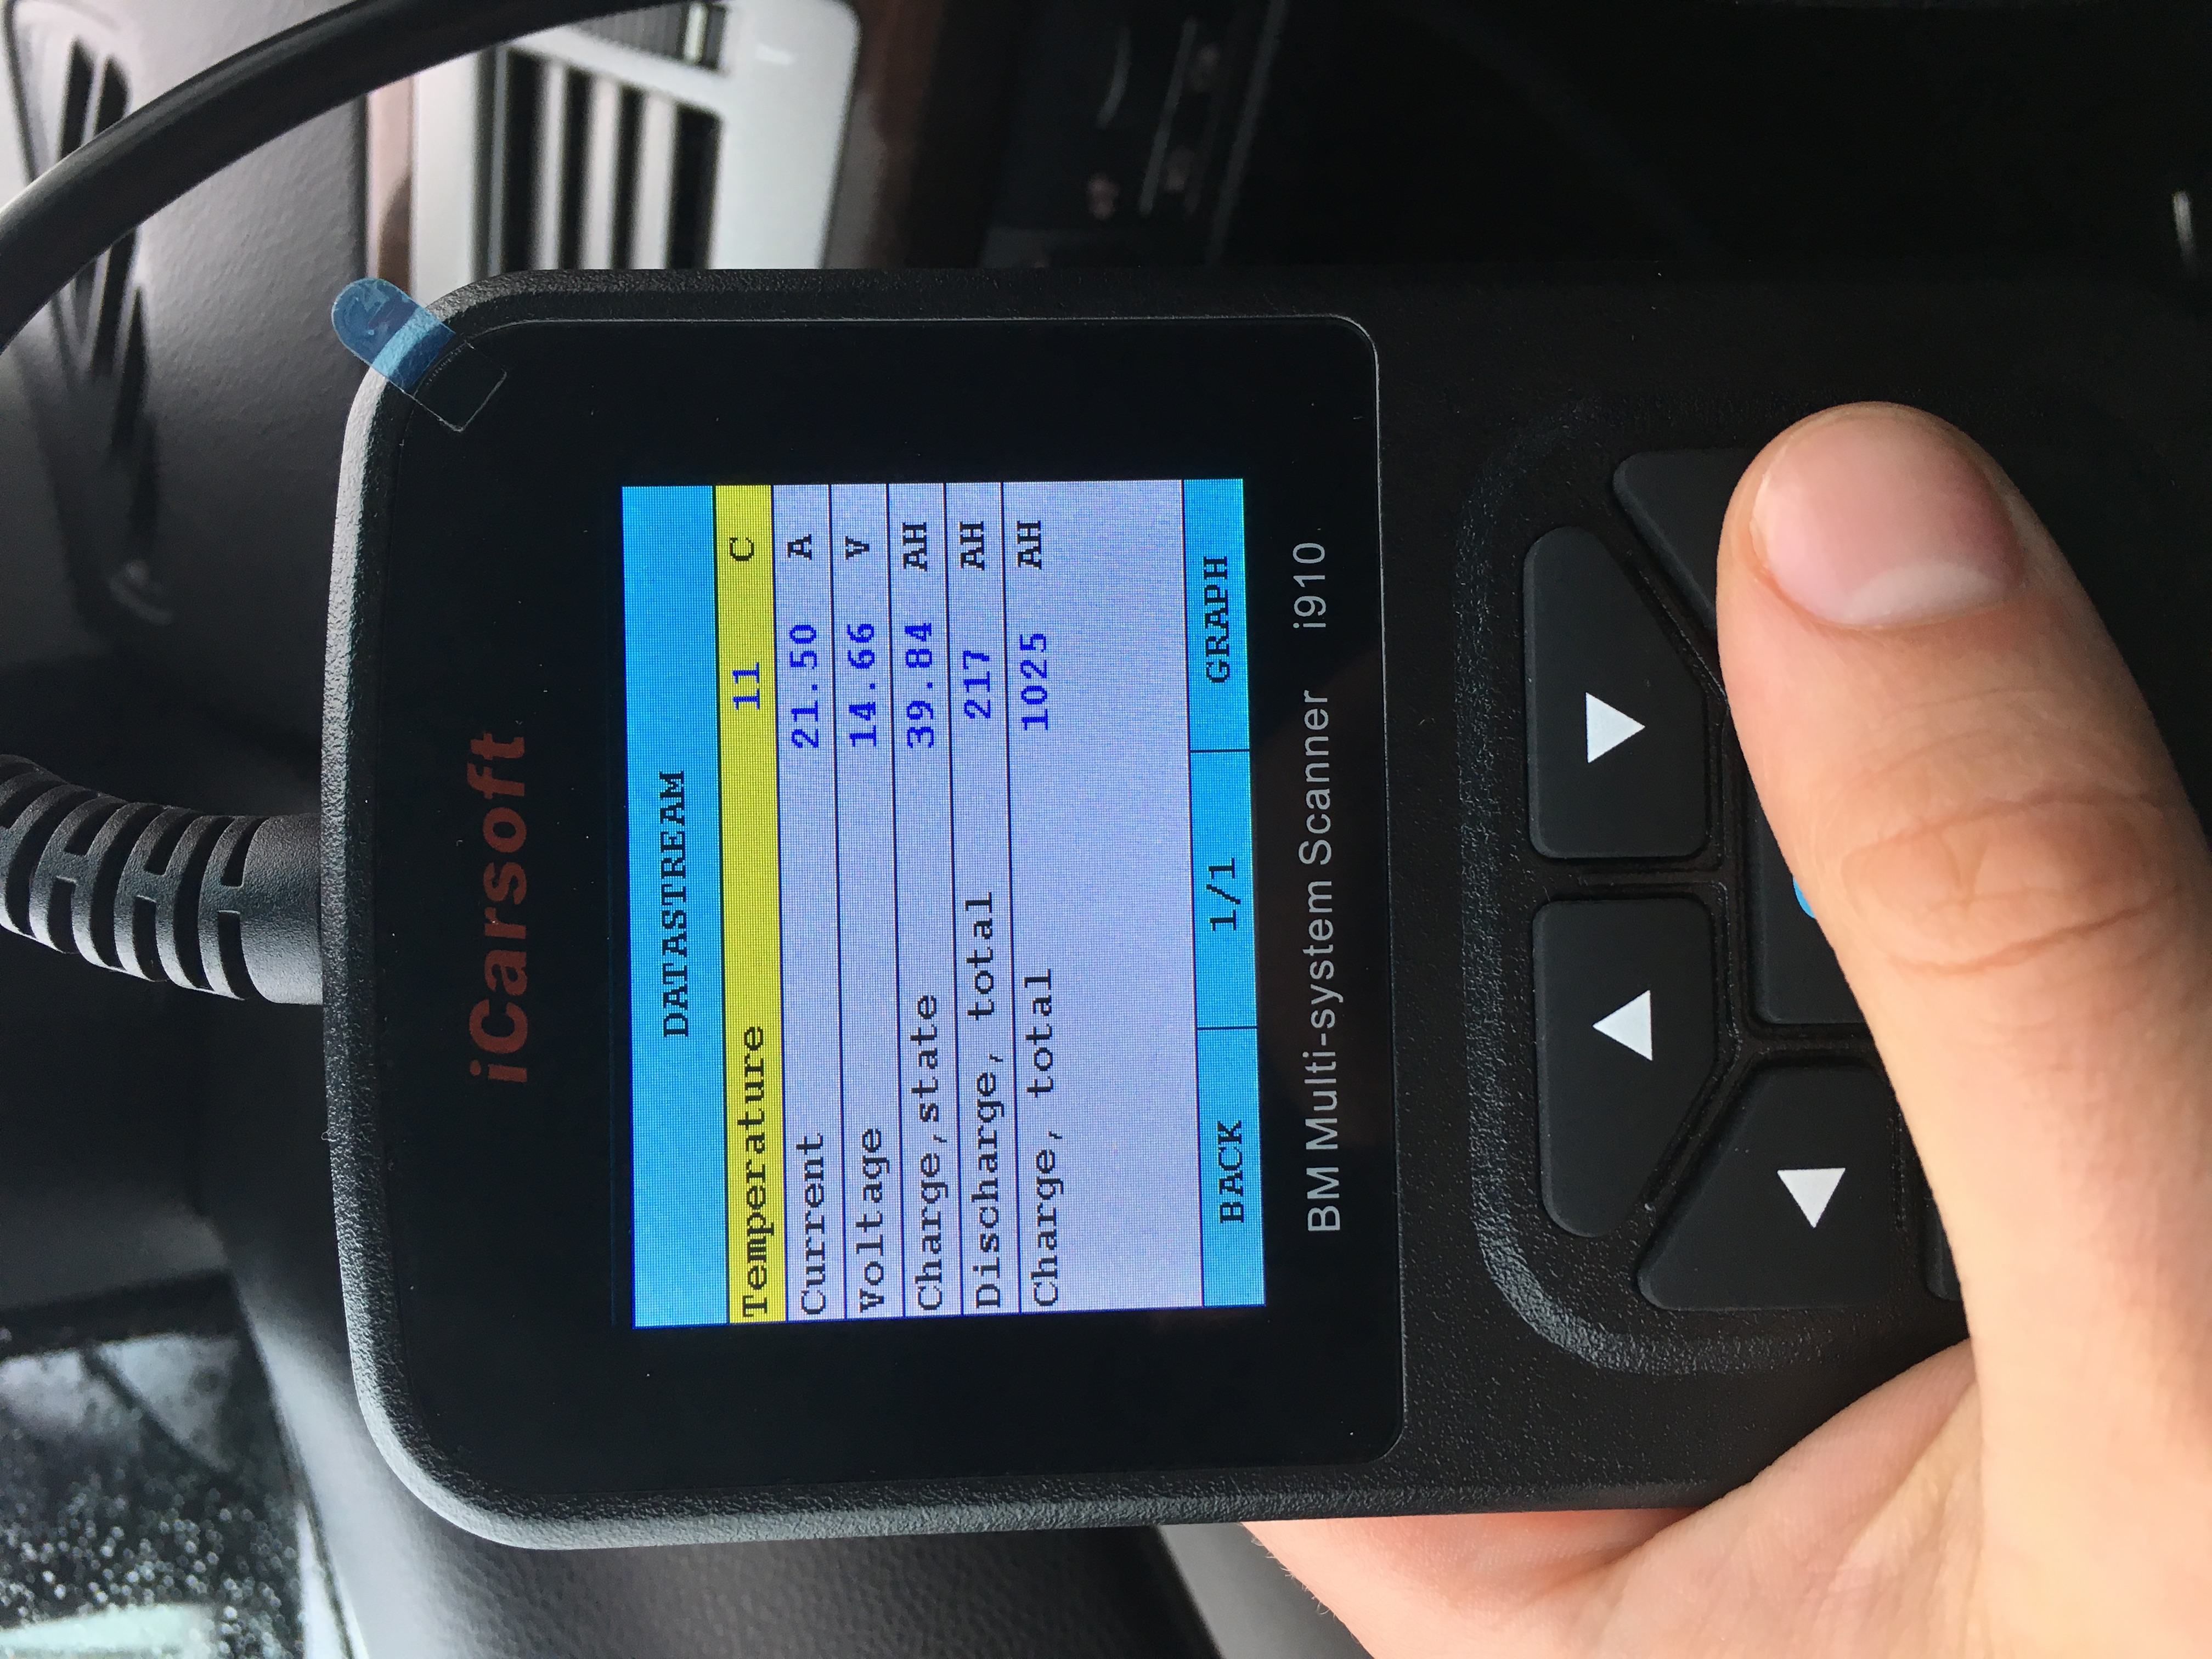 iCarsoft
DATASTREAM
Temperature 11 C
Current 21.50 A
Voltage 14.66 V
Charge,state 39.84 AH
Discharge, total 217 AH
Charge, total 1025 AH
BACK 1/1 GRAPH
BM Multi-system Scanner i910